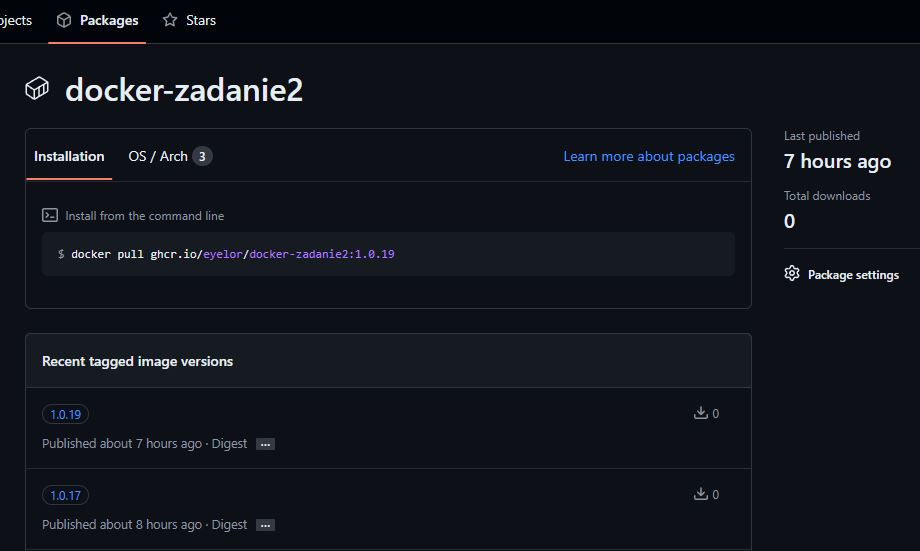 ojects Packages Stars
docker-zadanie2
Installation OS / Arch 3 Learn more about packages
Install from the command line
$ docker pull ghcr.io/eyelor/docker-zadanie2:1.0.19
Last published
7 hours ago
Total downloads
0
Package settings
Recent tagged image versions
1.0.19 0
Published about 7 hours ago · Digest ...
1.0.17 0
Published about 8 hours ago · Digest ...